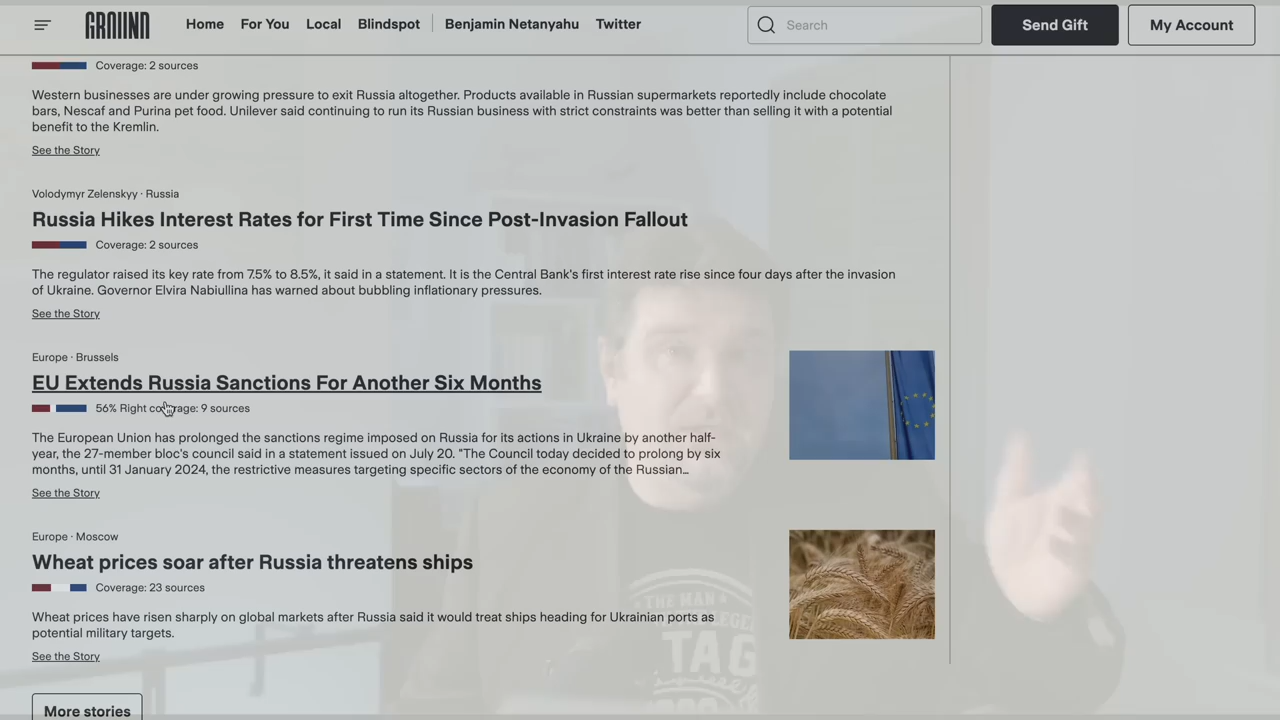 GROUND
Home
For You
Local
Blindspot
Benjamin Netanyahu
Twitter
Search
Send Gift
My Account
Coverage: 2 sources
Western businesses are under growing pressure to exit Russia altogether. Products available in Russian supermarkets reportedly include chocolate
bars, Nescaf and Purina pet food. Unilever said continuing to run its Russian business with strict constraints was better than selling it with a potential
benefit to the Kremlin.
See the Story
Volodymyr Zelenskyy · Russia
Russia Hikes Interest Rates for First Time Since Post-Invasion Fallout
Coverage: 2 sources
The regulator raised its key rate from 7.5% to 8.5%, it said in a statement. It is the Central Bank's first interest rate rise since four days after the invasion
of Ukraine. Governor Elvira Nabiullina has warned about bubbling inflationary pressures.
See the Story
Europe · Brussels
EU Extends Russia Sanctions For Another Six Months
56% Right coverage: 9 sources
The European Union has prolonged the sanctions regime imposed on Russia for its actions in Ukraine by another half-
year, the 27-member bloc's council said in a statement issued on July 20. "The Council today decided to prolong by six
months, until 31 January 2024, the restrictive measures targeting specific sectors of the economy of the Russian…
See the Story
Europe · Moscow
Wheat prices soar after Russia threatens ships
Coverage: 23 sources
Wheat prices have risen sharply on global markets after Russia said it would treat ships heading for Ukrainian ports as
potential military targets.
See the Story
More stories
THE MAN
TAG